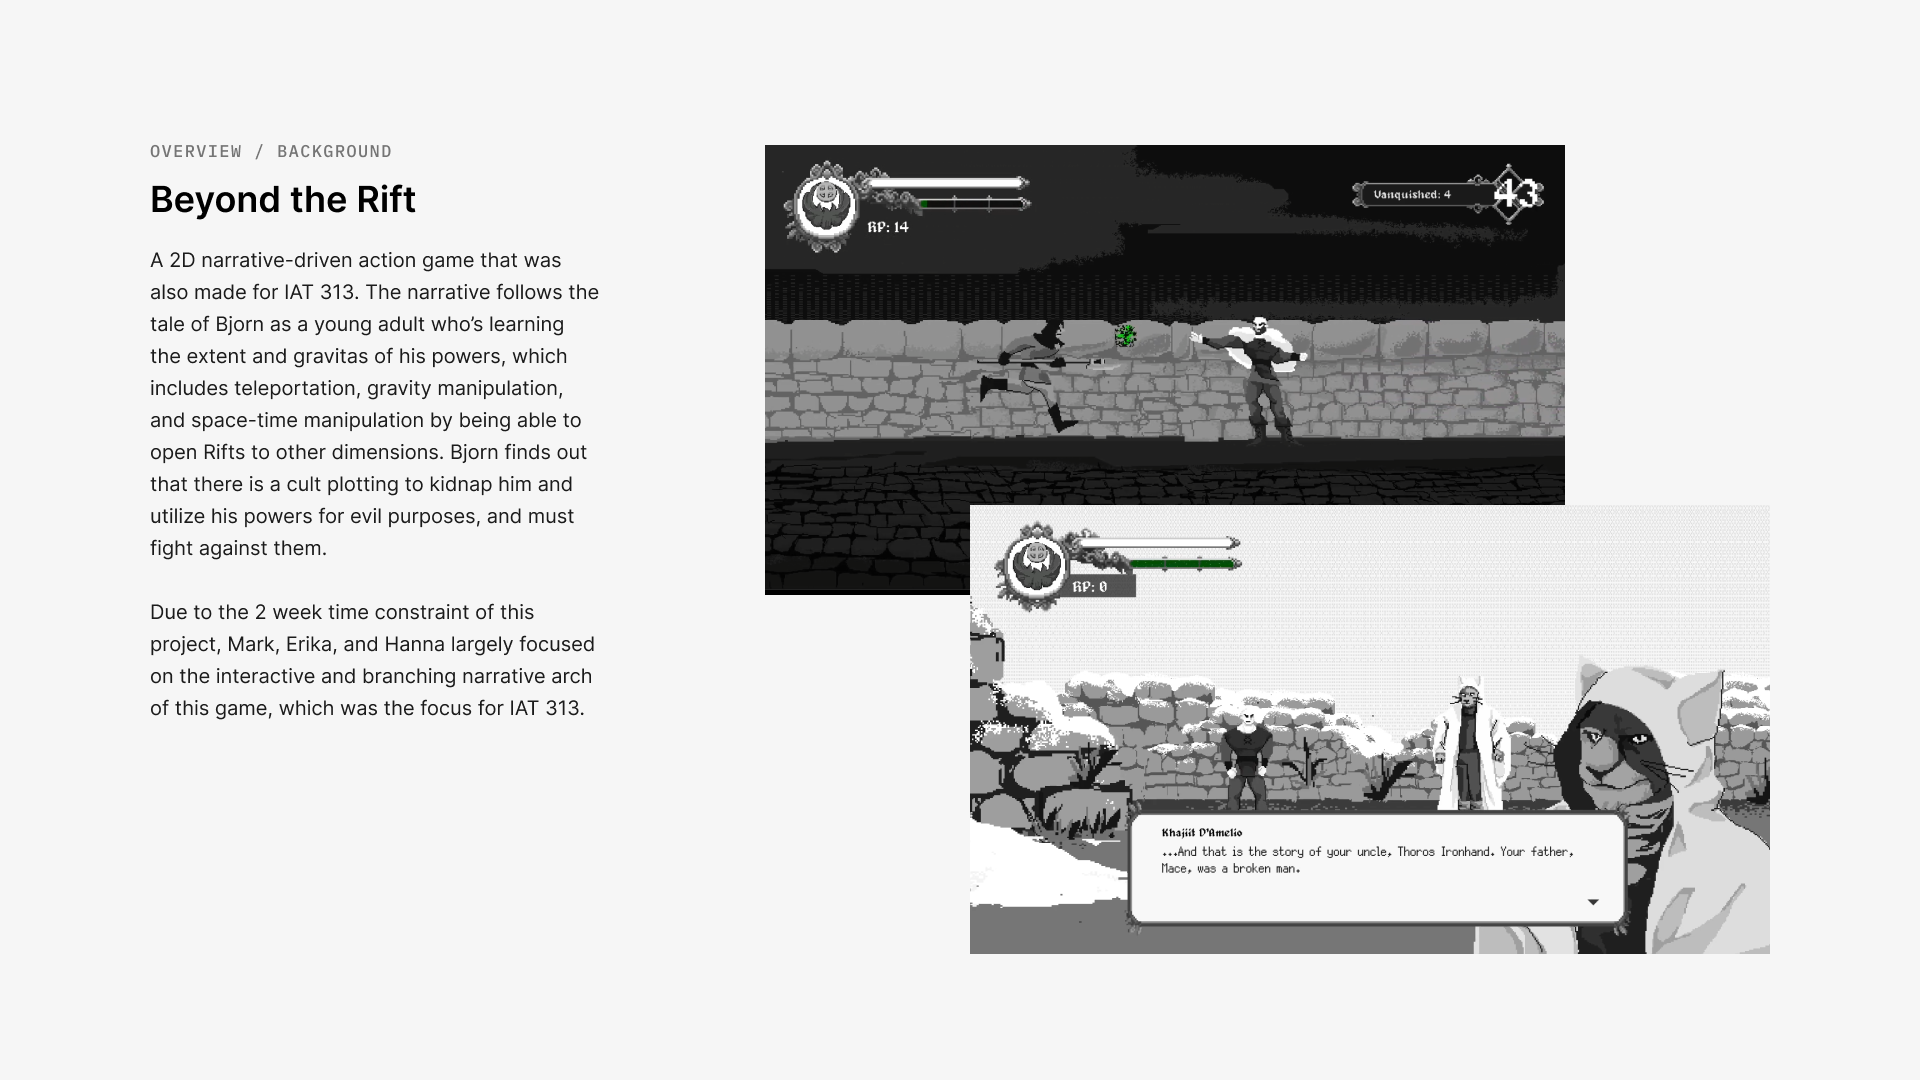 OVERVIEW / BACKGROUND
Beyond the Rift
A 2D narrative-driven action game that was
also made for IAT 313. The narrative follows the
tale of Bjorn as a young adult who’s learning
the extent and gravitas of his powers, which
includes teleportation, gravity manipulation,
and space-time manipulation by being able to
open Rifts to other dimensions. Bjorn finds out
that there is a cult plotting to kidnap him and
utilize his powers for evil purposes, and must
fight against them.
Due to the 2 week time constraint of this
project, Mark, Erika, and Hanna largely focused
on the interactive and branching narrative arch
of this game, which was the focus for IAT 313.
RP: 14
Vanquished: 4
43
RP: 0
Khajiit D'Amelio
...And that is the story of your uncle, Thoros Ironhand. Your father,
Mace, was a broken man.